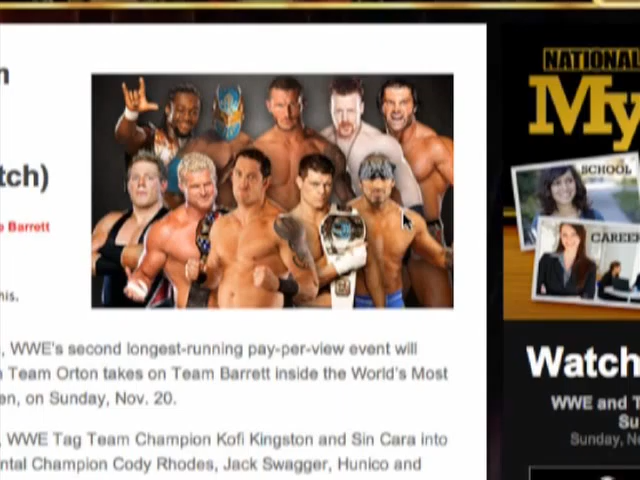 n
tch)
Barrett
his.
, WWE's second longest-running pay-per-view event will
Team Orton takes on Team Barrett inside the World's Most
en, on Sunday, Nov. 20.
, WWE Tag Team Champion Kofi Kingston and Sin Cara into
ntal Champion Cody Rhodes, Jack Swagger, Hunico and
NATIONAL
My
SCHOOL
CAREE
Watch
WWE and T
Su
Sunday, N